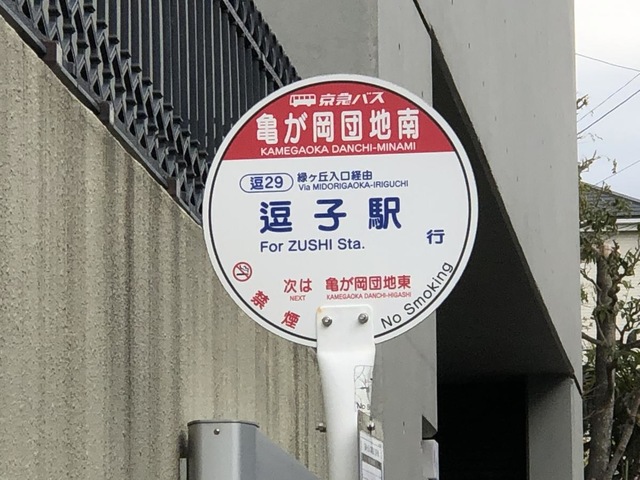 京急バス
亀が岡団地南
KAMEGAOKA DANCHI-MINAMI
逗29 緑ヶ丘入口経由
Via MIDORIGAOKA-IRIGUCHI
逗子駅 行
For ZUSHI Sta.
次は 亀が岡団地東
NEXT KAMEGAOKA DANCHI-HIGASHI
禁煙
No Smoking